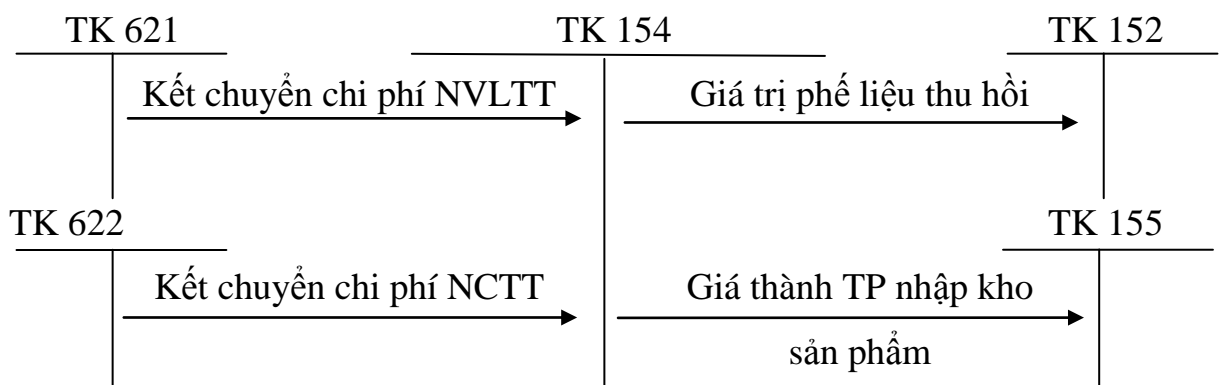 TK 621 TK 154 TK 152
Kết chuyển chi phí NVLTT Giá trị phế liệu thu hồi
TK 622 TK 155
Kết chuyển chi phí NCTT Giá thành TP nhập kho
sản phẩm